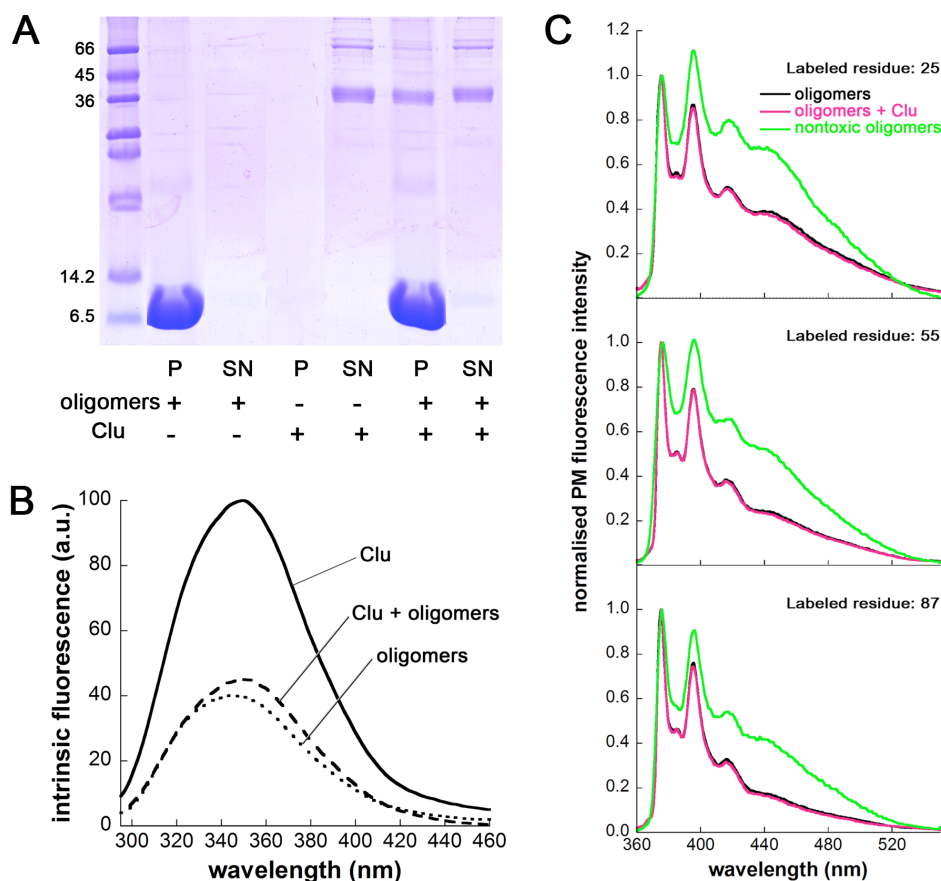 A
66
45
36
14.2
6.5
P SN P SN P SN
oligomers + + - - + +
Clu - - + + + +
B
intrinsic fluorescence (a.u.)
100
80
60
40
20
0
Clu
Clu + oligomers
oligomers
295 320 340 360 380 400 420 440 460
wavelength (nm)
C
normalised PM fluorescence intensity
Labeled residue: 25
oligomers
oligomers + Clu
nontoxic oligomers
1.0
0.8
0.6
0.4
0.2
Labeled residue: 55
1.0
0.8
0.6
0.4
0.2
Labeled residue: 87
1.0
0.8
0.6
0.4
0.2
0.0
360 400 440 520
wavelength (nm)